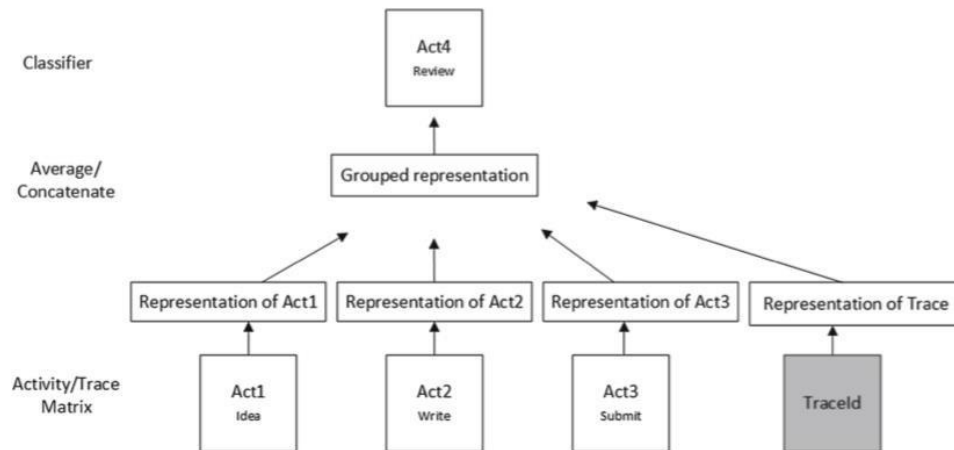 Classifier
Act4
Review
Average/
Concatenate
Grouped representation
Representation of Act1
Representation of Act2
Representation of Act3
Representation of Trace
Activity/Trace
Matrix
Act1
Idea
Act2
Write
Act3
Submit
TraceId